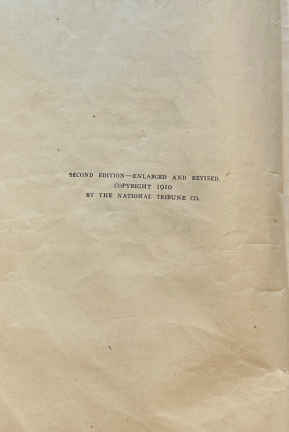 SECOND EDITION—ENLARGED AND REVISED.
COPYRIGHT 1910
BY THE NATIONAL TRIBUNE CO.